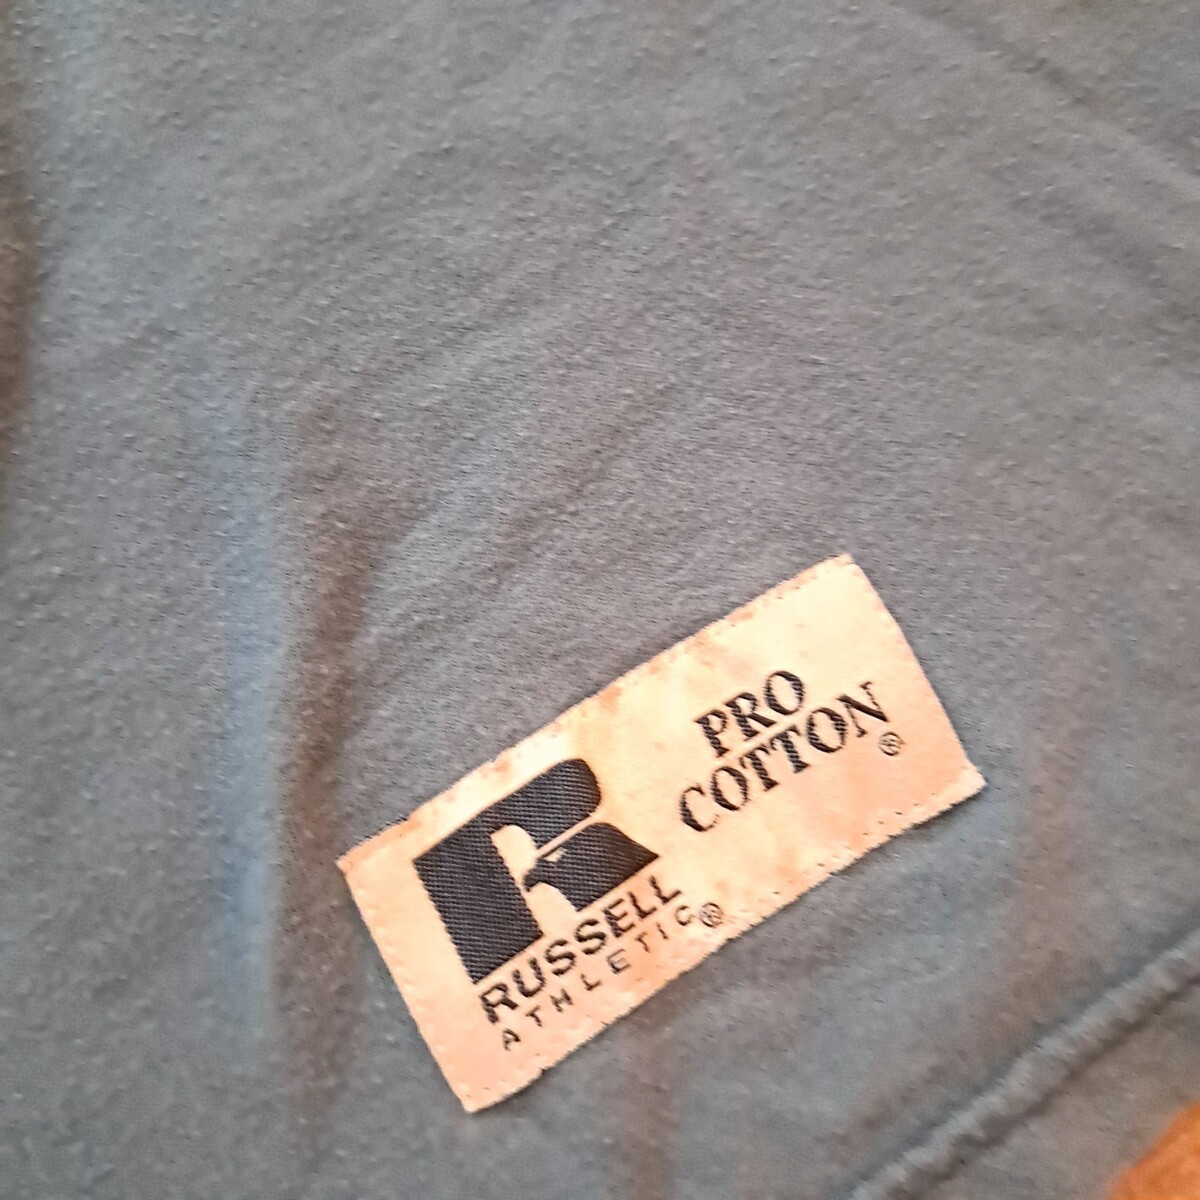 PRO
COTTON®
R
RUSSELL
ATHLETIC®